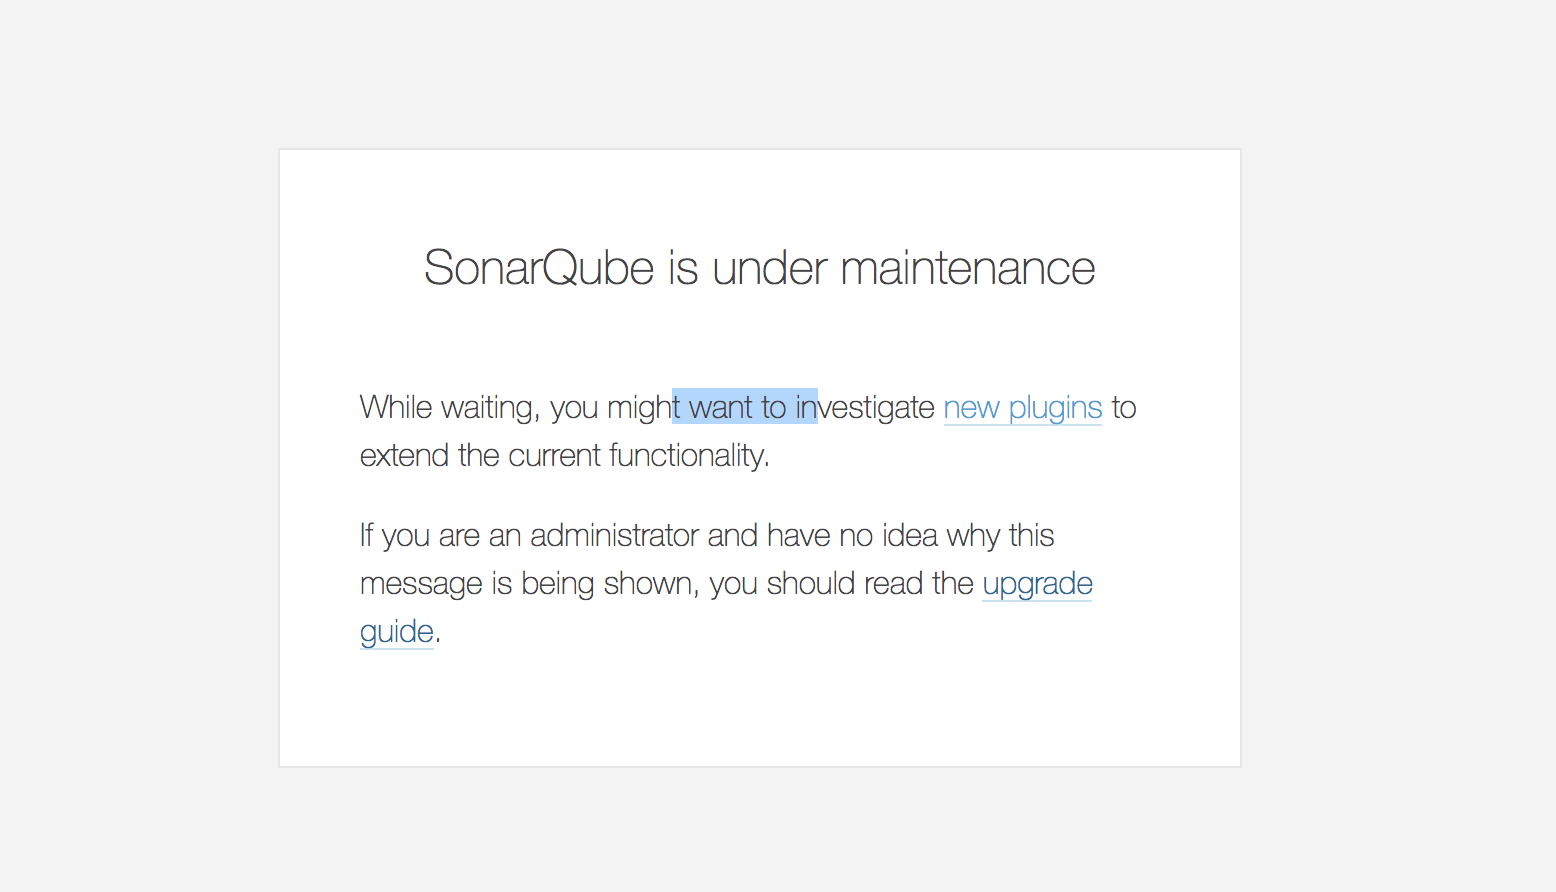 SonarQube is under maintenance
While waiting, you might want to investigate new plugins to
extend the current functionality.
If you are an administrator and have no idea why this
message is being shown, you should read the upgrade
guide.